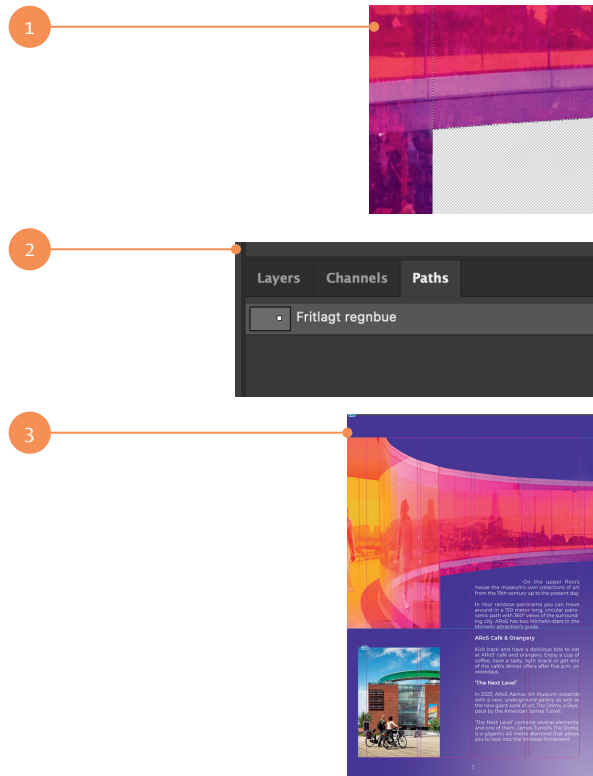 1
2
Layers Channels Paths
Fritlagt regnbue
3
On the upper floors
house the museum's own collections of art
from the 19th century up to the present day.
In Your rainbow panorama you can move
around in a 150 meter long, circular pano-
ramic path with 360° views of the surround-
ing city. ARoS has two Michelin-stars in the
Michelin attraction's guide.
ARoS Café & Orangery
Kick back and have a delicious bite to eat
at ARoS' café and orangery. Enjoy a cup of
coffee, have a tasty, light snack or get one
of the café's dinner offers after five p.m. on
weekdays.
'The Next Level'
In 2023, ARoS Aarhus Art Museum expands
with a new, underground gallery as well as
the new giant work of art; The Dome, a Skys-
pace by the American James Turrell.
'The Next Level' contains several elements,
and one of them, James Turrell's The Dome,
is a gigantic 40 metre diamond that allows
you to look into the limitless firmament.
3